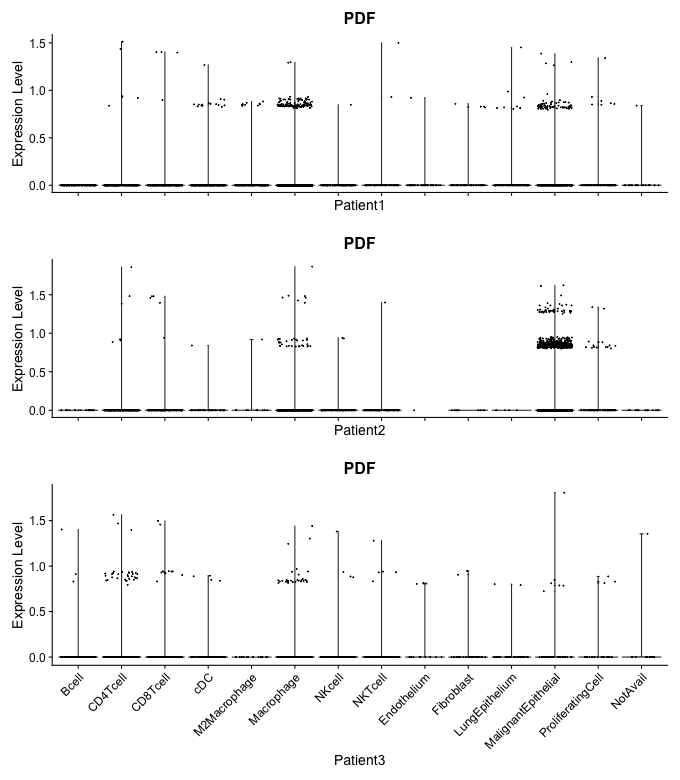 PDF
Expression Level
1.5
1.0
0.5
0.0
Patient1
PDF
Expression Level
1.5
1.0
0.5
0.0
Patient2
PDF
Expression Level
1.5
1.0
0.5
0.0
Bcell
CD4Tcell
CD8Tcell
cDC
M2Macrophage
Macrophage
NKcell
NKTcell
Endothelium
Fibroblast
LungEpithelium
MalignantEpithelial
ProliferatingCell
NotAvail
Patient3